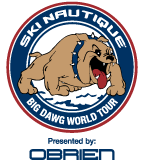 SKI NAUTIQUE
BIG DAWG WORLD TOUR
Presented by:
OBRIEN